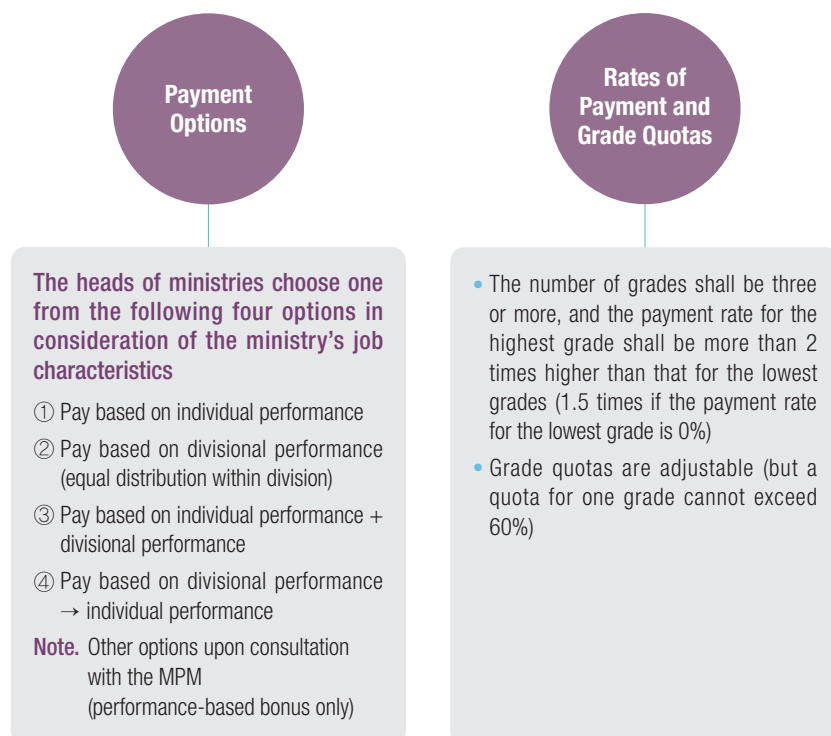 Payment
Options
The heads of ministries choose one
from the following four options in
consideration of the ministry's job
characteristics
① Pay based on individual performance
② Pay based on divisional performance
(equal distribution within division)
③ Pay based on individual performance +
divisional performance
④ Pay based on divisional performance
→ individual performance
Note. Other options upon consultation
with the MPM
(performance-based bonus only)
Rates of
Payment and
Grade Quotas
• The number of grades shall be three
or more, and the payment rate for the
highest grade shall be more than 2
times higher than that for the lowest
grades (1.5 times if the payment rate
for the lowest grade is 0%)
• Grade quotas are adjustable (but a
quota for one grade cannot exceed
60%)